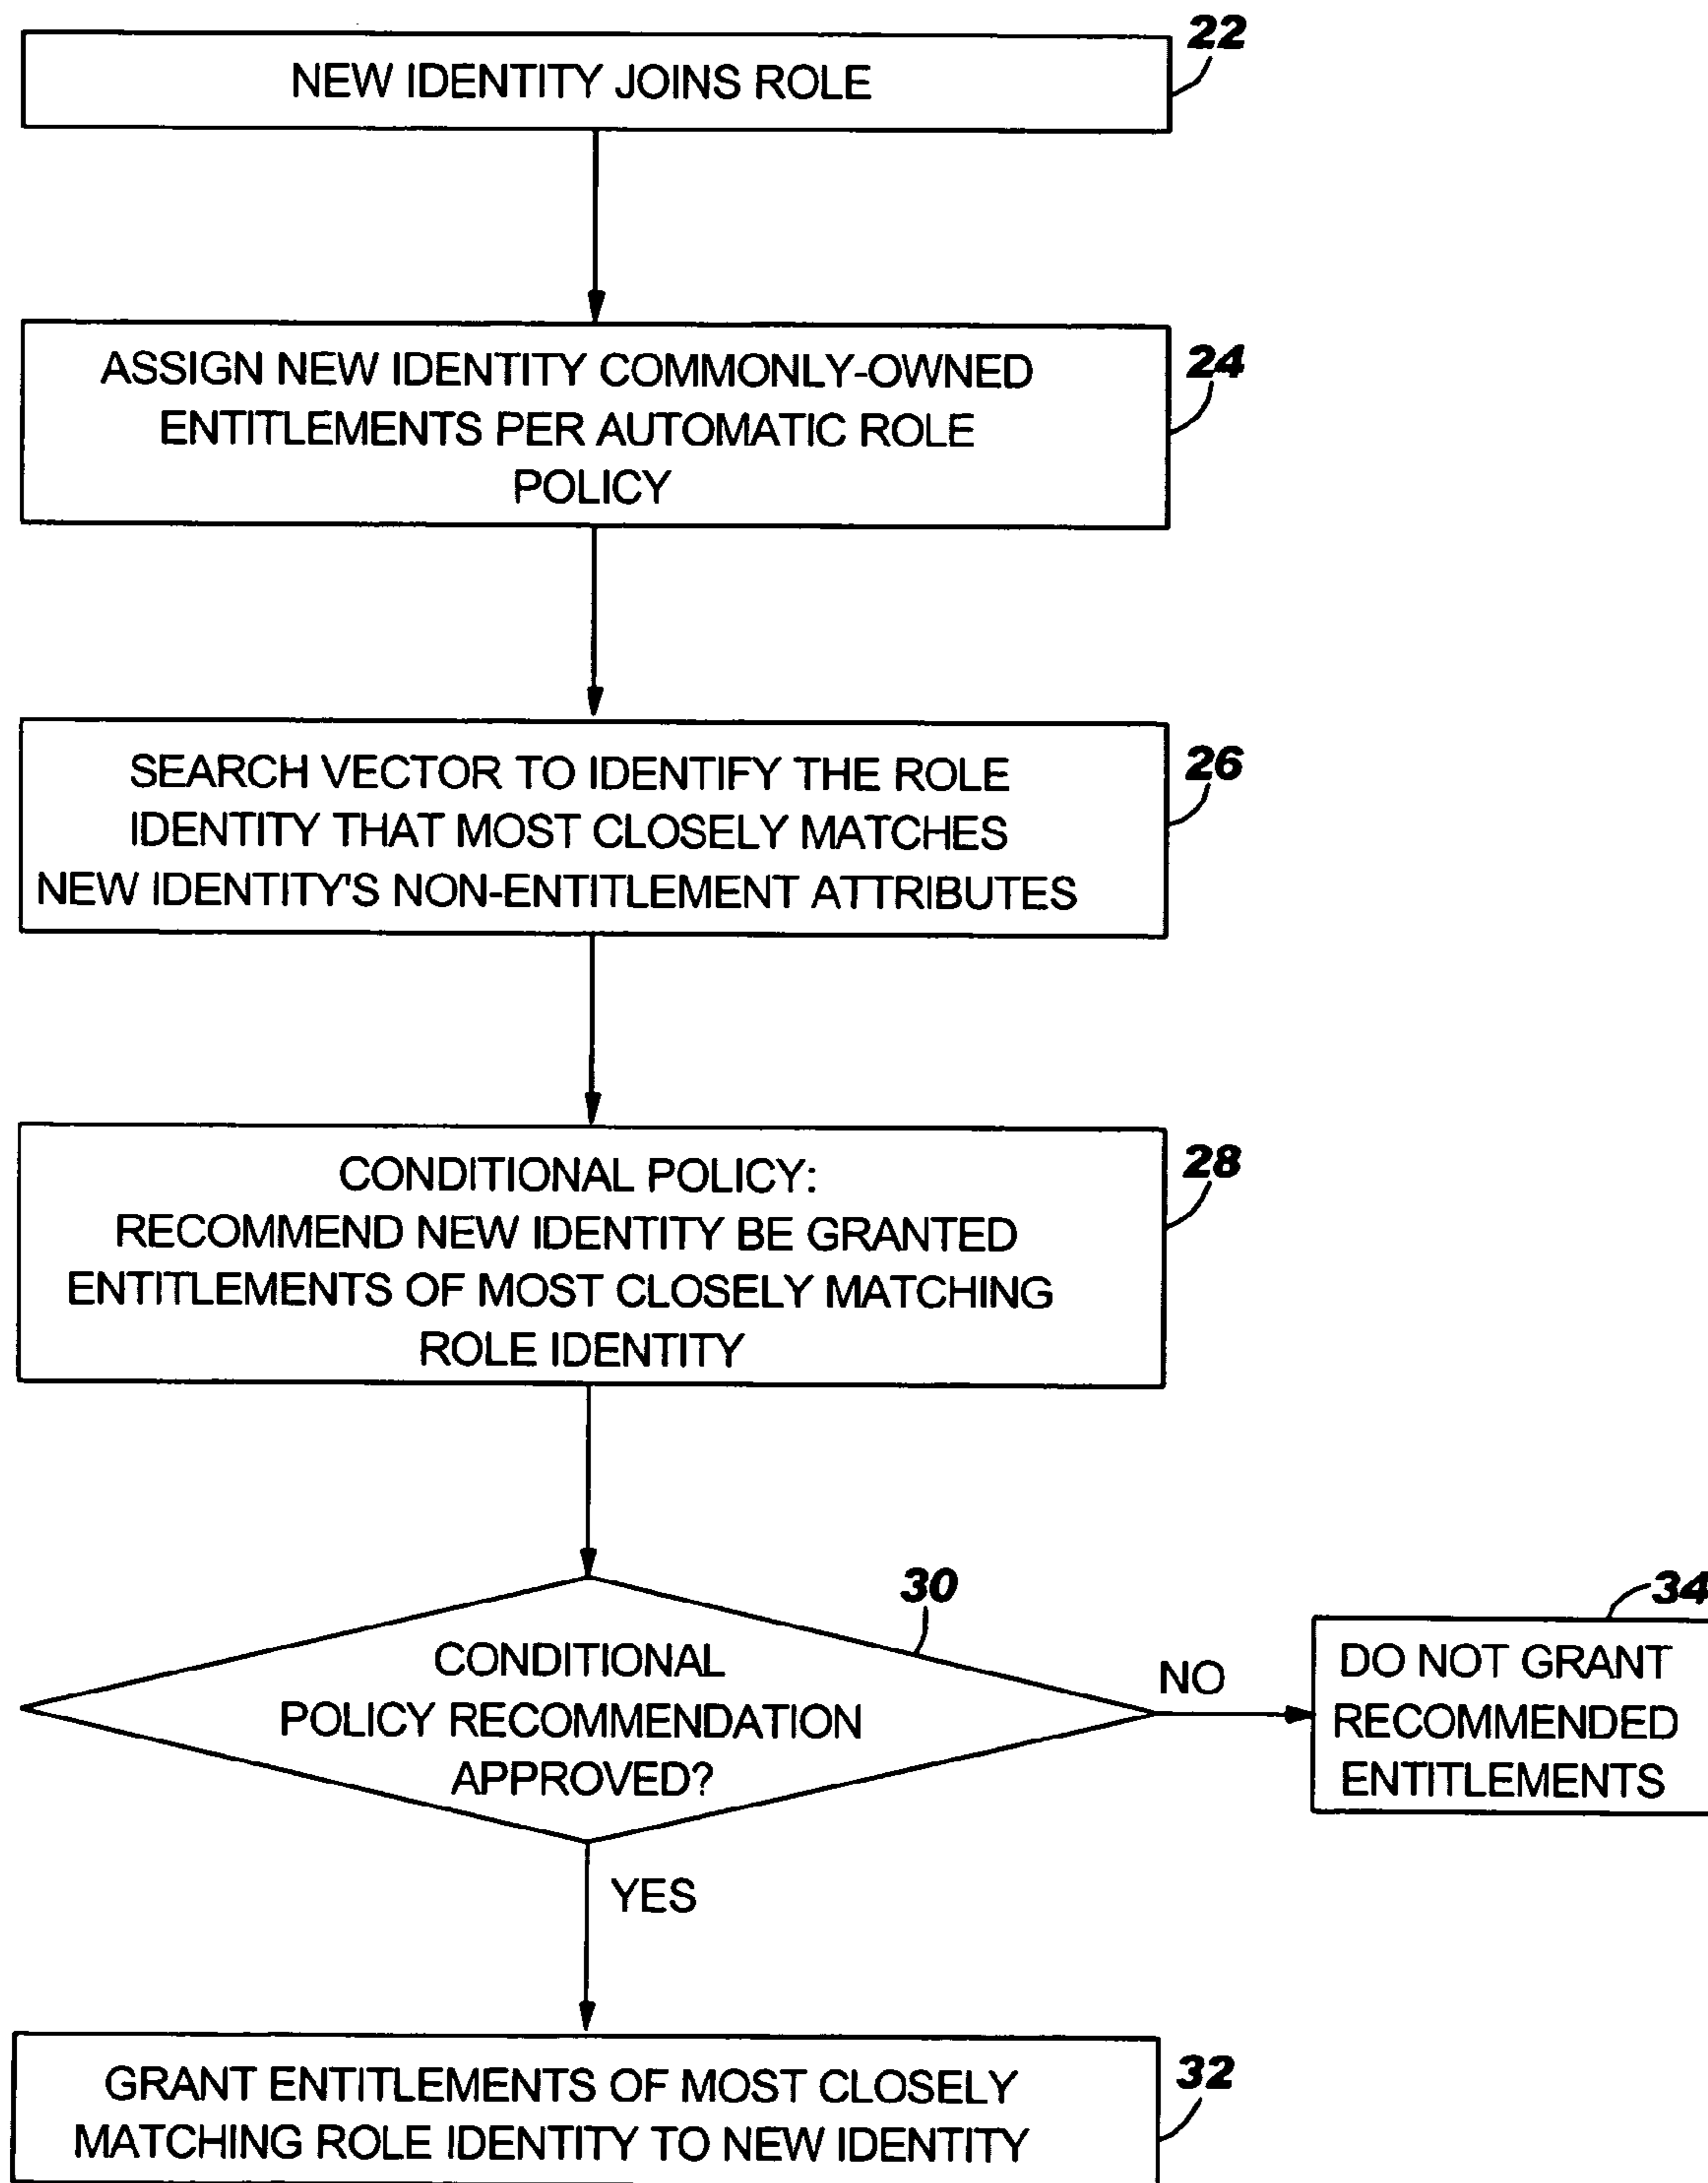 22
NEW IDENTITY JOINS ROLE
24
ASSIGN NEW IDENTITY COMMONLY-OWNED
ENTITLEMENTS PER AUTOMATIC ROLE
POLICY
26
SEARCH VECTOR TO IDENTIFY THE ROLE
IDENTITY THAT MOST CLOSELY MATCHES
NEW IDENTITY'S NON-ENTITLEMENT ATTRIBUTES
28
CONDITIONAL POLICY:
RECOMMEND NEW IDENTITY BE GRANTED
ENTITLEMENTS OF MOST CLOSELY MATCHING
ROLE IDENTITY
30
CONDITIONAL
POLICY RECOMMENDATION
APPROVED?
NO
34
DO NOT GRANT
RECOMMENDED
ENTITLEMENTS
YES
32
GRANT ENTITLEMENTS OF MOST CLOSELY
MATCHING ROLE IDENTITY TO NEW IDENTITY